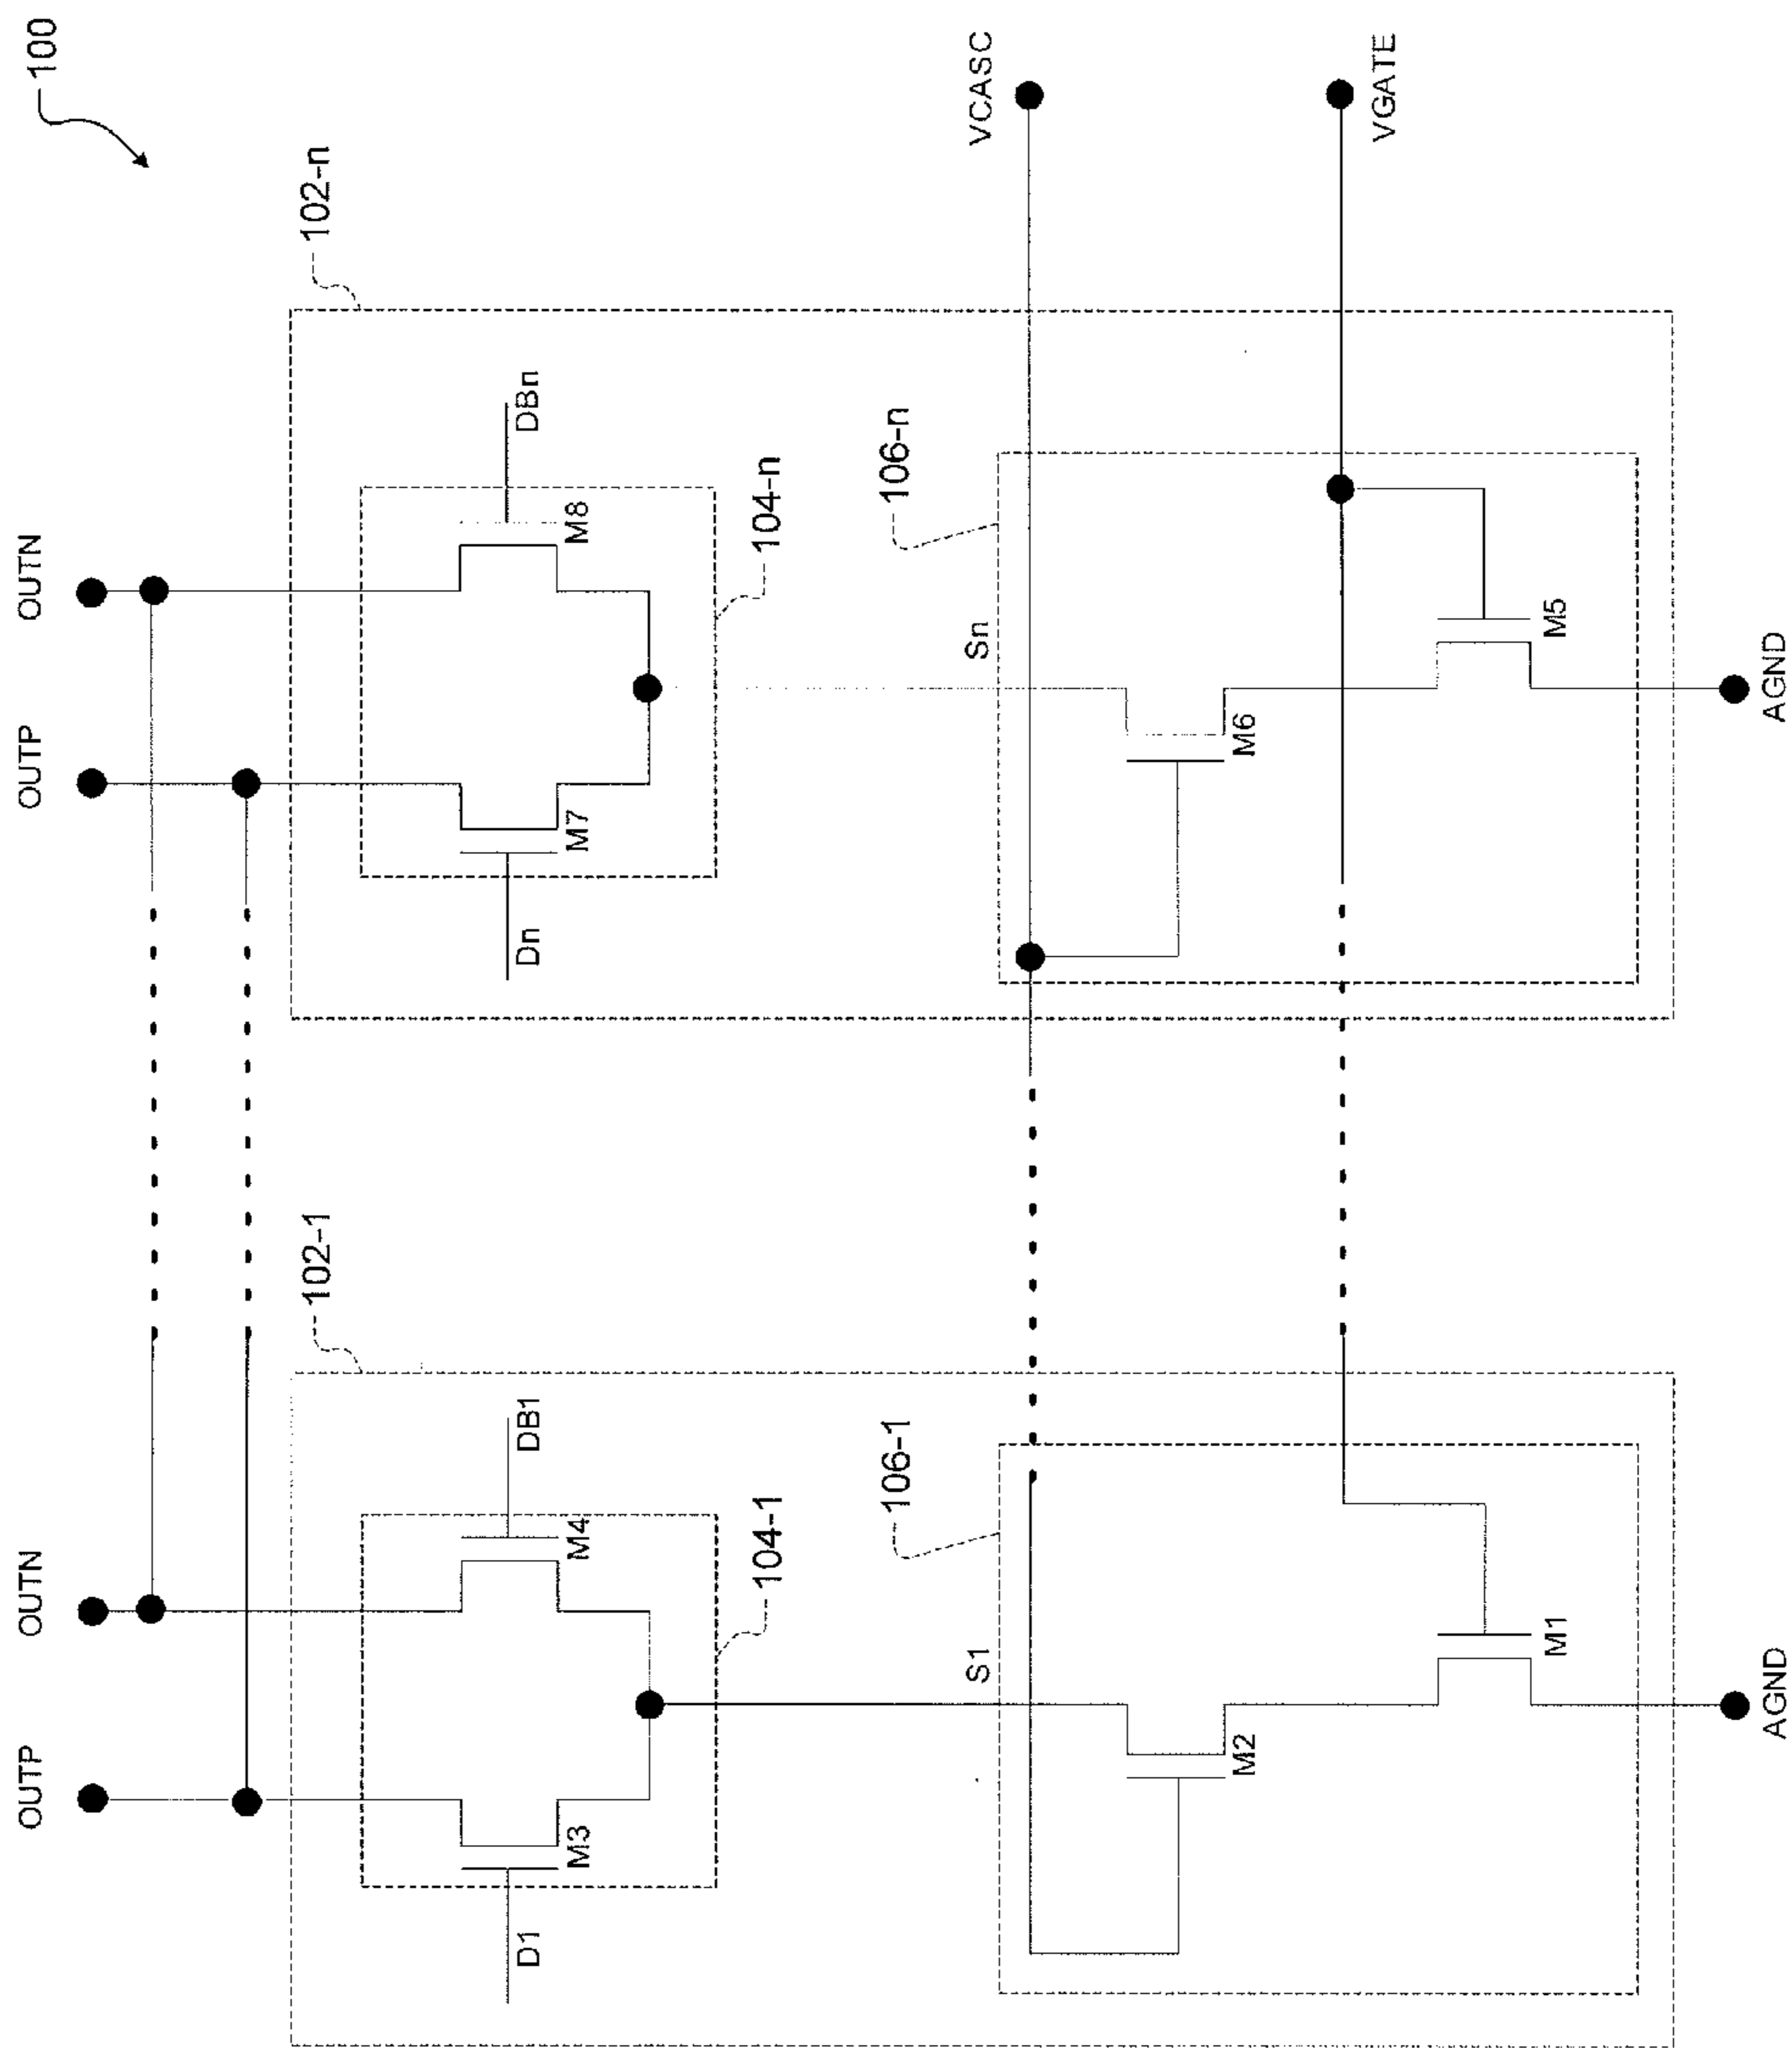 100
OUTP
OUTN
OUTP
OUTN
102-1
102-n
D1
M3
M4
DB1
Dn
M7
M8
DBn
104-1
104-n
106-1
106-n
S1
Sn
VCASC
M2
M6
VGATE
M1
M5
AGND
AGND